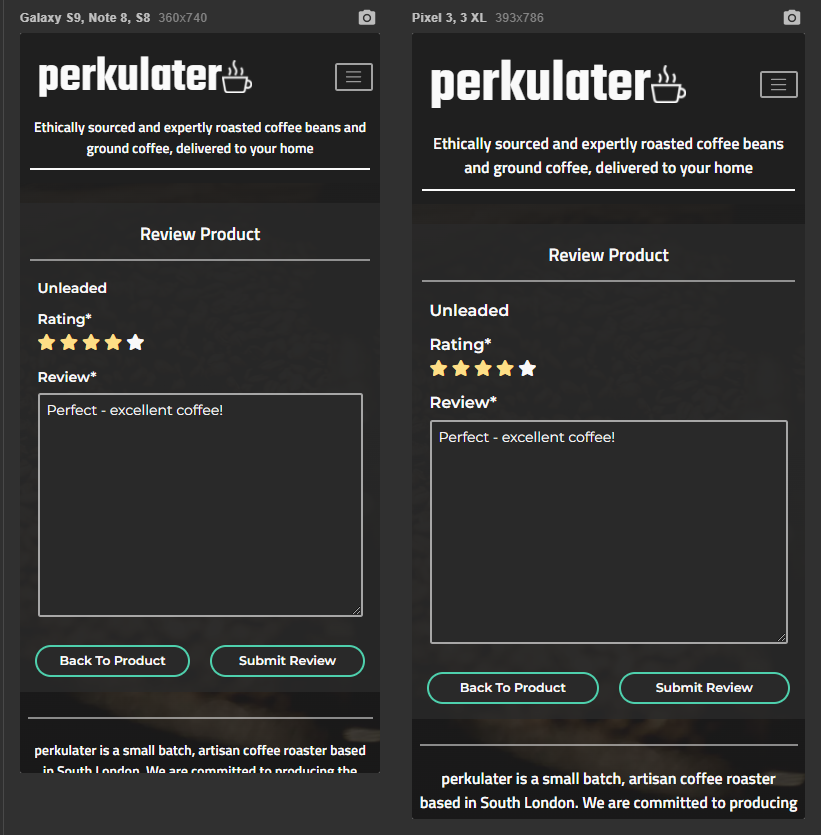 Galaxy S9, Note 8, S8 360x740
perkulater
Ethically sourced and expertly roasted coffee beans and
ground coffee, delivered to your home
Review Product
Unleaded
Rating*
Review*
Perfect - excellent coffee!
Back To Product Submit Review
perkulater is a small batch, artisan coffee roaster based
in South London. We are committed to producing the
Pixel 3, 3 XL 393x786
perkulater
Ethically sourced and expertly roasted coffee beans
and ground coffee, delivered to your home
Review Product
Unleaded
Rating*
Review*
Perfect - excellent coffee!
Back To Product Submit Review
perkulater is a small batch, artisan coffee roaster
based in South London. We are committed to producing